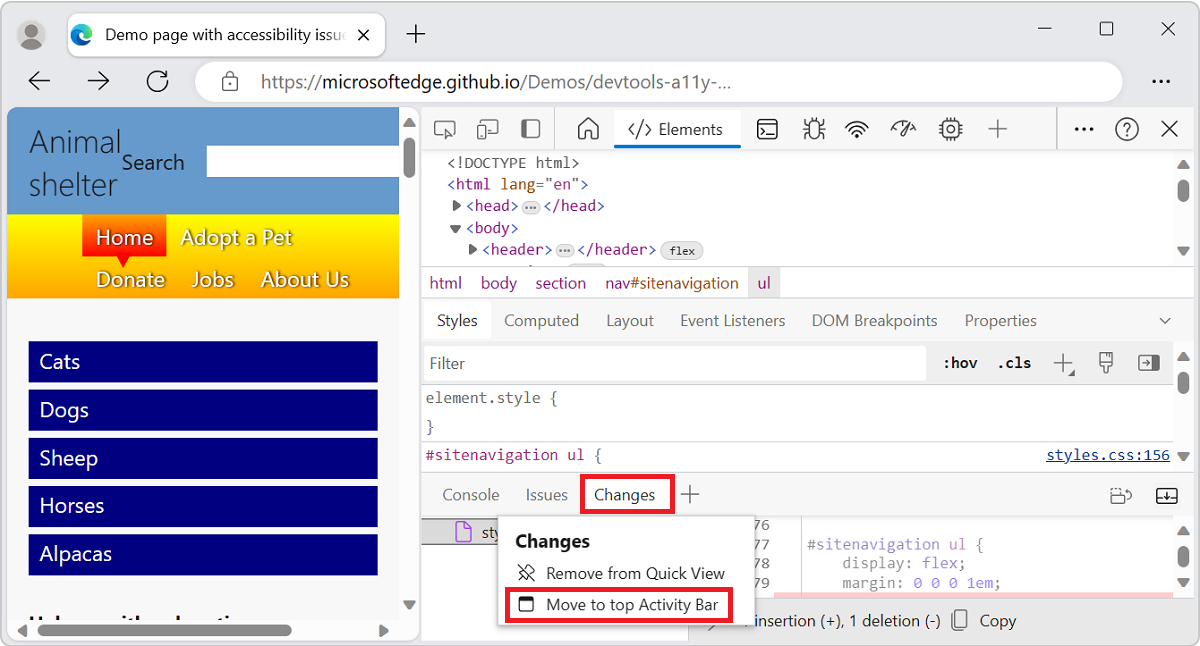 Demo page with accessibility issue
https://microsoftedge.github.io/Demos/devtools-a11y-...
Animal
shelter
Search
Home
Adopt a Pet
Donate
Jobs
About Us
Cats
Dogs
Sheep
Horses
Alpacas
</> Elements
<!DOCTYPE html>
<html lang="en">
<head> ... </head>
<body>
<header> ... </header> flex
html body section nav#sitenavigation ul
Styles Computed Layout Event Listeners DOM Breakpoints Properties
Filter
:hov .cls
element.style {
}
#sitenavigation ul {
styles.css:156
Console Issues Changes
sty
Changes
Remove from Quick View
Move to top Activity Bar
76
77 #sitenavigation ul {
78 display: flex;
79 margin: 0 0 0 1em;
insertion (+), 1 deletion (-) Copy